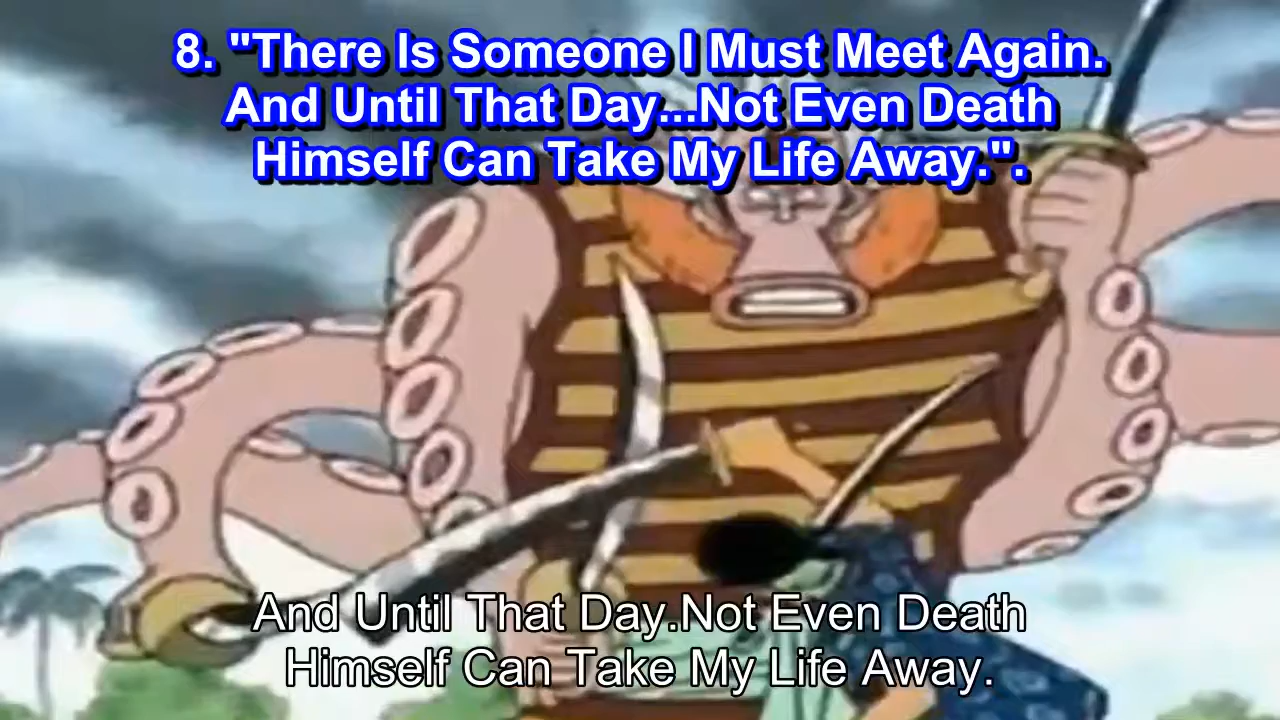 8. "There Is Someone I Must Meet Again.
And Until That Day...Not Even Death
Himself Can Take My Life Away.".
And Until That Day.Not Even Death
Himself Can Take My Life Away.